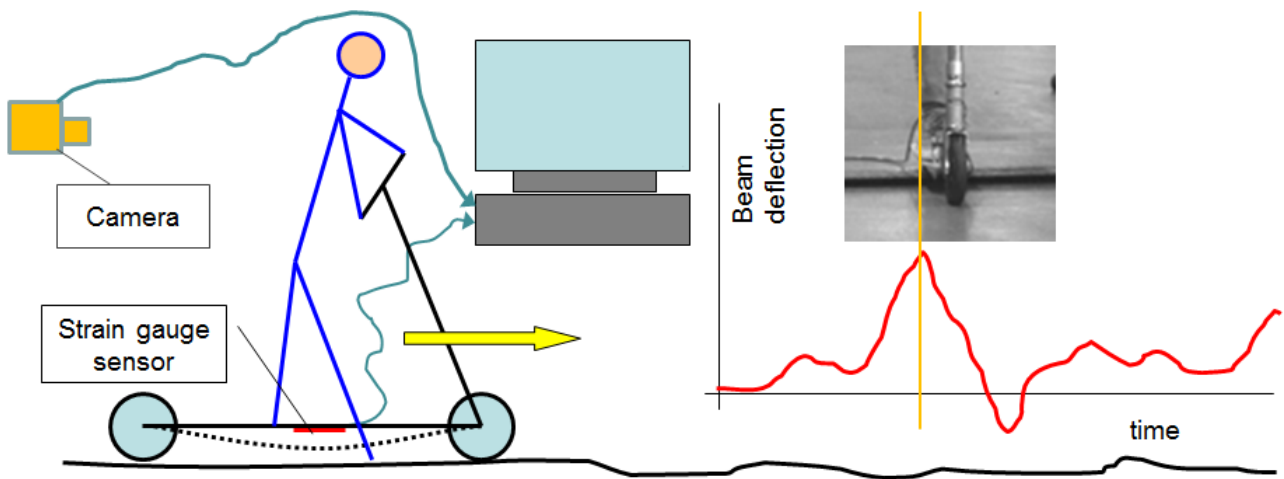 Camera
Strain gauge
sensor
Beam
deflection
time